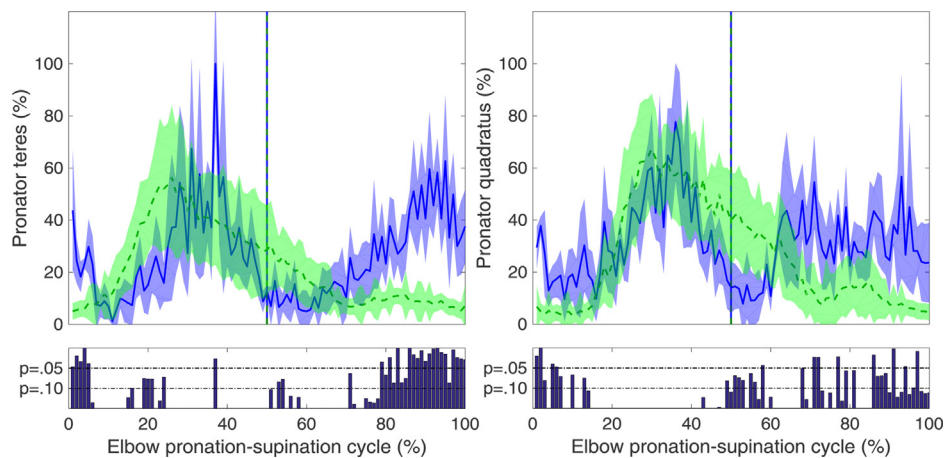 Pronator teres (%)
100
80
60
40
20
0
p=.05
p=.10
0 20 40 60 80 100
Elbow pronation-supination cycle (%)
Pronator quadratus (%)
100
80
60
40
20
0
p=.05
p=.10
0 20 40 60 80 100
Elbow pronation-supination cycle (%)